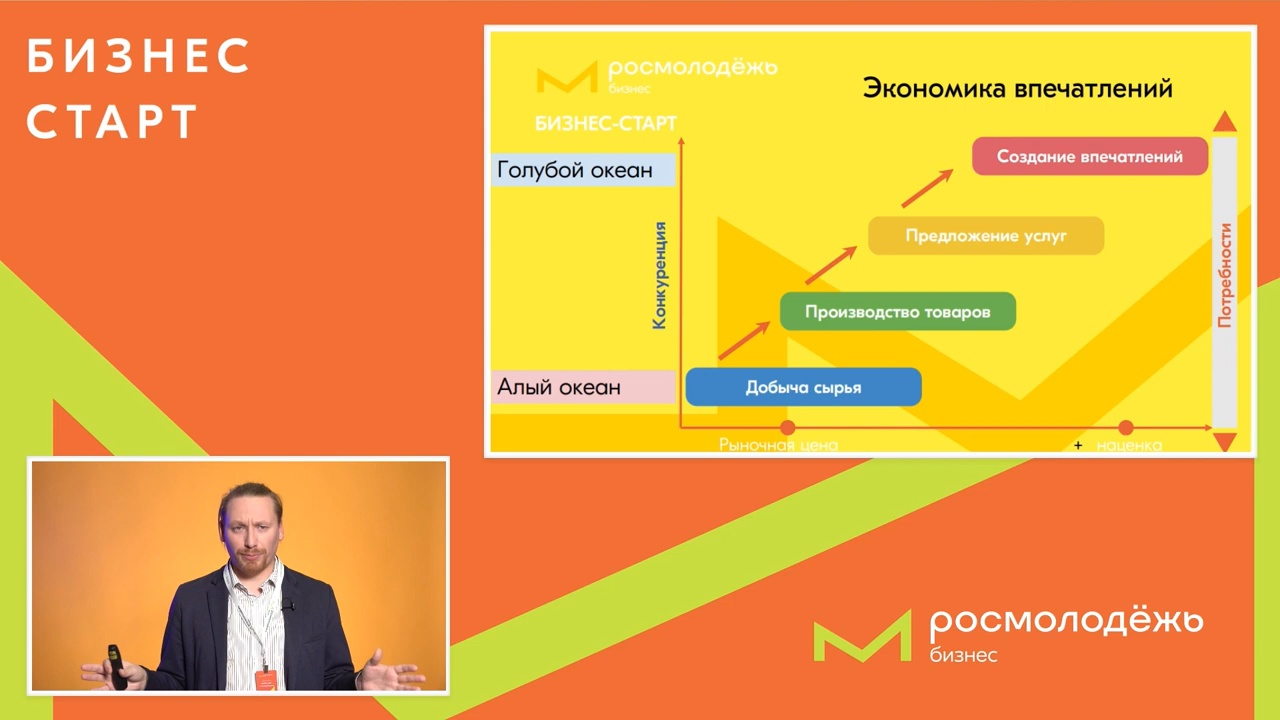 БИЗНЕС
СТАРТ
росмолодёжь
бизнес
БИЗНЕС-СТАРТ
Экономика впечатлений
Голубой океан
Создание впечатлений
Конкуренция
Предложение услуг
Потребности
Производство товаров
Алый океан
Добыча сырья
Рыночная цена
+ наценка
росмолодёжь
бизнес